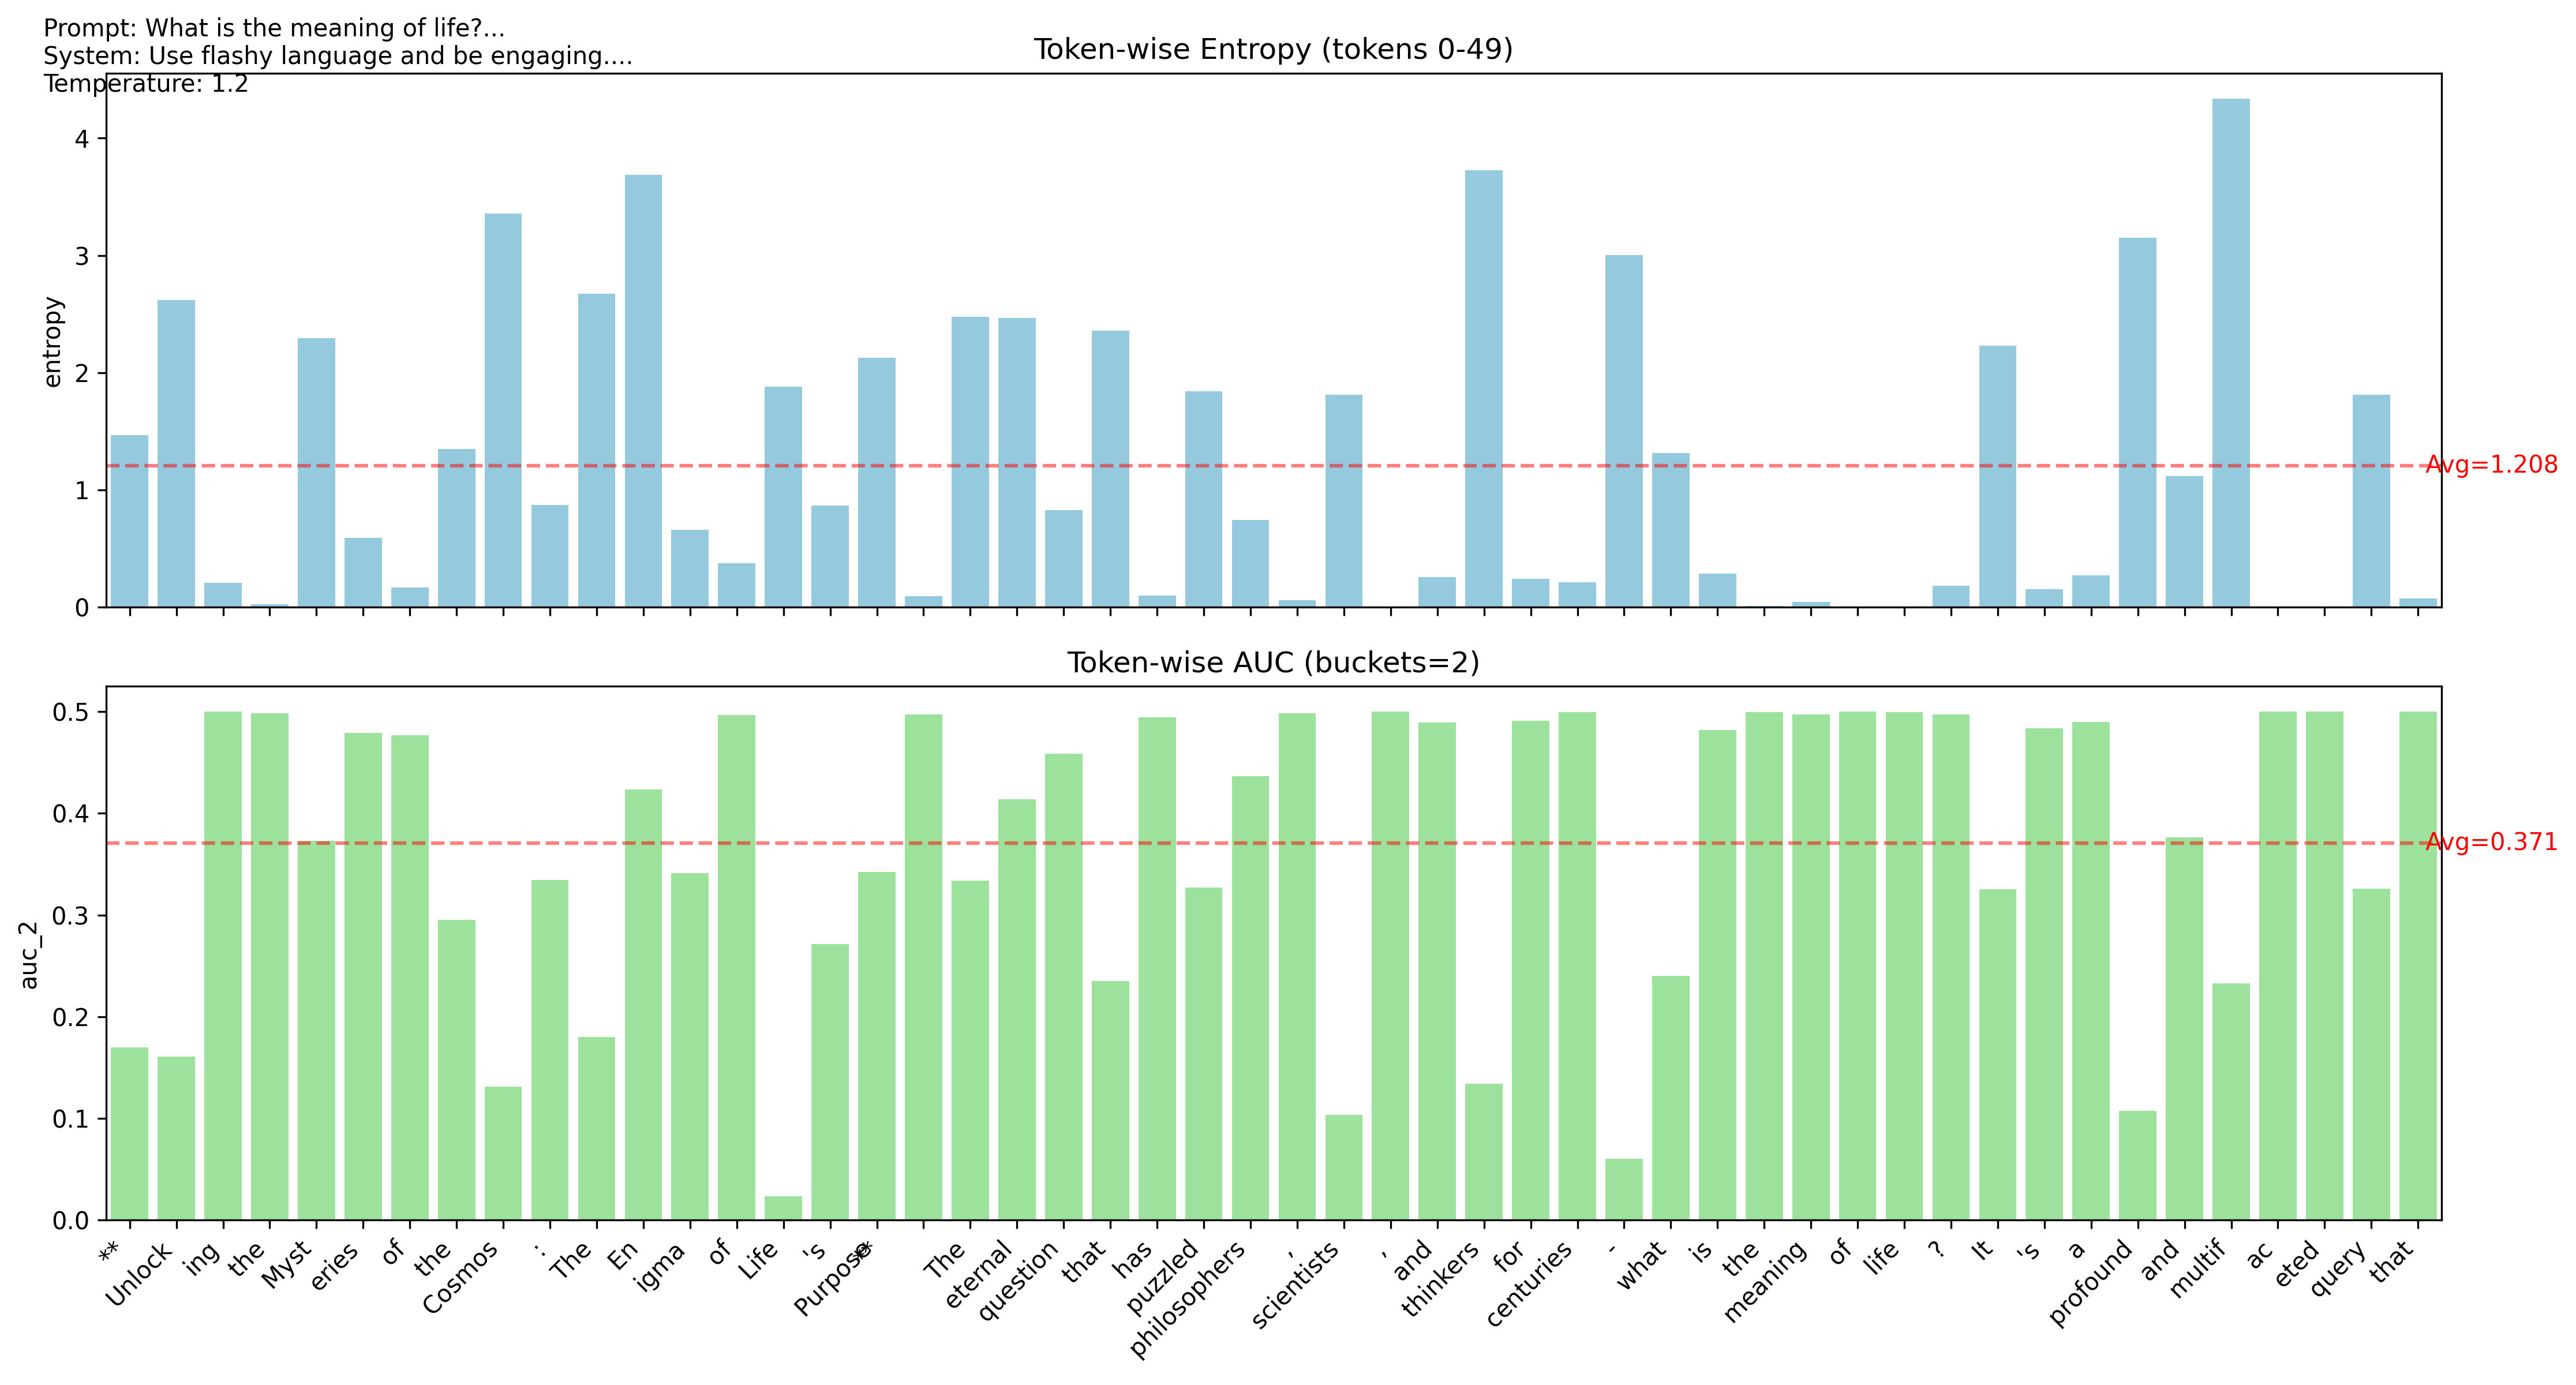 Prompt: What is the meaning of life?...
System: Use flashy language and be engaging....
Temperature: 1.2
Token-wise Entropy (tokens 0-49)
entropy
4
3
2
1
0
Avg=1.208
Token-wise AUC (buckets=2)
auc_2
0.5
0.4
0.3
0.2
0.1
0.0
Avg=0.371
**
Unlock
ing
the
Myst
eries
of
the
Cosmos
:
The
En
igma
of
Life
's
Purpose
**
The
eternal
question
that
has
puzzled
philosophers
,
scientists
,
and
thinkers
for
centuries
-
what
is
the
meaning
of
life
?
It
's
a
profound
and
multif
ac
eted
query
that